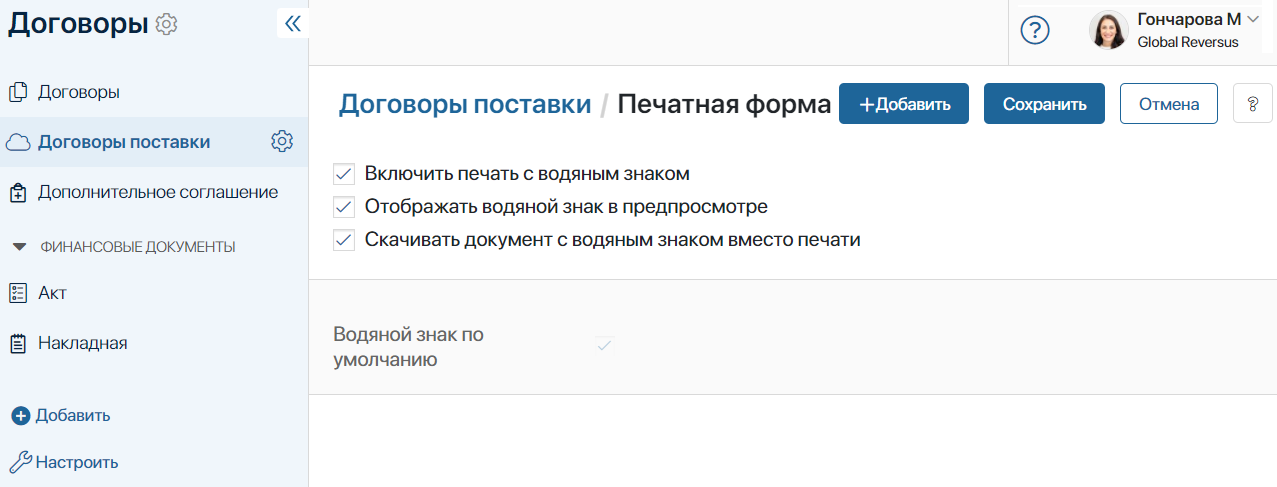 Договоры
Договоры
Договоры поставки
Дополнительное соглашение
ФИНАНСОВЫЕ ДОКУМЕНТЫ
Акт
Накладная
Добавить
Настроить
?
Гончарова М
Global Reversus
Договоры поставки / Печатная форма
+Добавить
Сохранить
Отмена
?
Включить печать с водяным знаком
Отображать водяной знак в предпросмотре
Скачивать документ с водяным знаком вместо печати
Водяной знак по
умолчанию